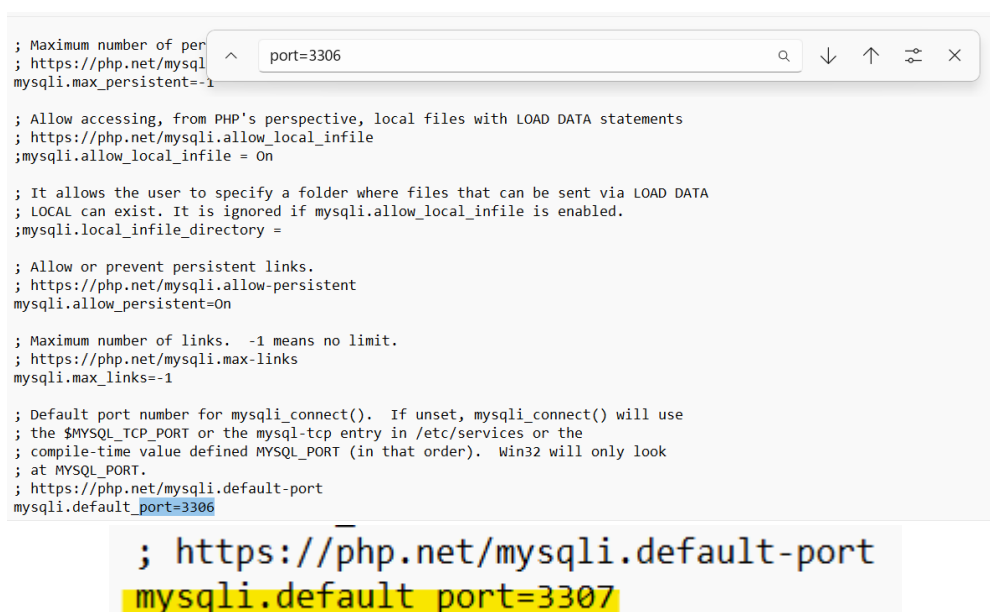 ; Maximum number of per
; https://php.net/mysql
port=3306
mysqli.max_persistent=-1
; Allow accessing, from PHP's perspective, local files with LOAD DATA statements
; https://php.net/mysqli.allow_local_infile
;mysqli.allow_local_infile = On
; It allows the user to specify a folder where files that can be sent via LOAD DATA
; LOCAL can exist. It is ignored if mysqli.allow_local_infile is enabled.
;mysqli.local_infile_directory =
; Allow or prevent persistent links.
; https://php.net/mysqli.allow-persistent
mysqli.allow_persistent=On
; Maximum number of links.  -1 means no limit.
; https://php.net/mysqli.max-links
mysqli.max_links=-1
; Default port number for mysqli_connect().  If unset, mysqli_connect() will use
; the $MYSQL_TCP_PORT or the mysql-tcp entry in /etc/services or the
; compile-time value defined MYSQL_PORT (in that order).  Win32 will only look
; at MYSQL_PORT.
; https://php.net/mysqli.default-port
mysqli.default_port=3306
; https://php.net/mysqli.default-port
mysqli.default_port=3307